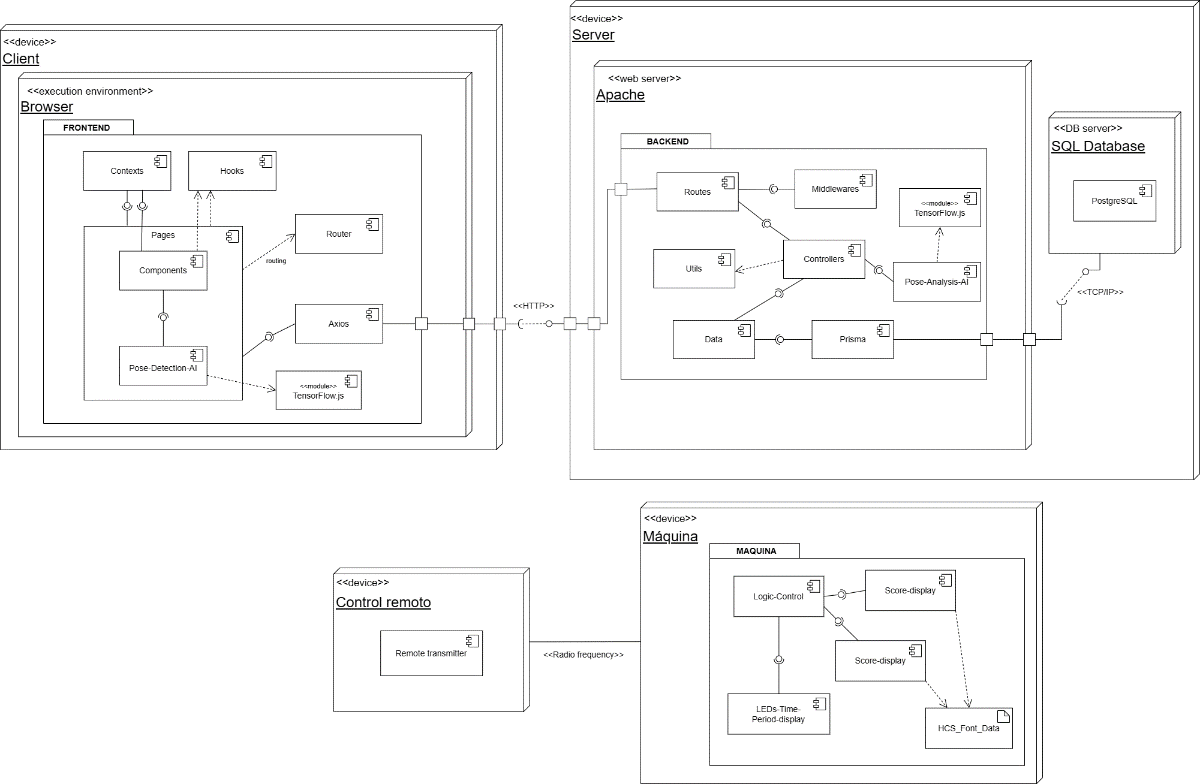 <<device>>
Client
<<execution environment>>
Browser
FRONTEND
Contexts
Hooks
Pages
Components
Router
routing
Axios
Pose-Detection-AI
<<module>>
TensorFlow.js
<<HTTP>>
<<device>>
Server
<<web server>>
Apache
BACKEND
Routes
Middlewares
<<module>>
TensorFlow.js
Utils
Controllers
Pose-Analysis-AI
Data
Prisma
<<DB server>>
SQL Database
PostgreSQL
<<TCP/IP>>
<<device>>
Control remoto
Remote transmitter
<<Radio frequency>>
<<device>>
Máquina
MAQUINA
Logic-Control
Score-display
Score-display
LEDs-Time-
Period-display
HCS_Font_Data